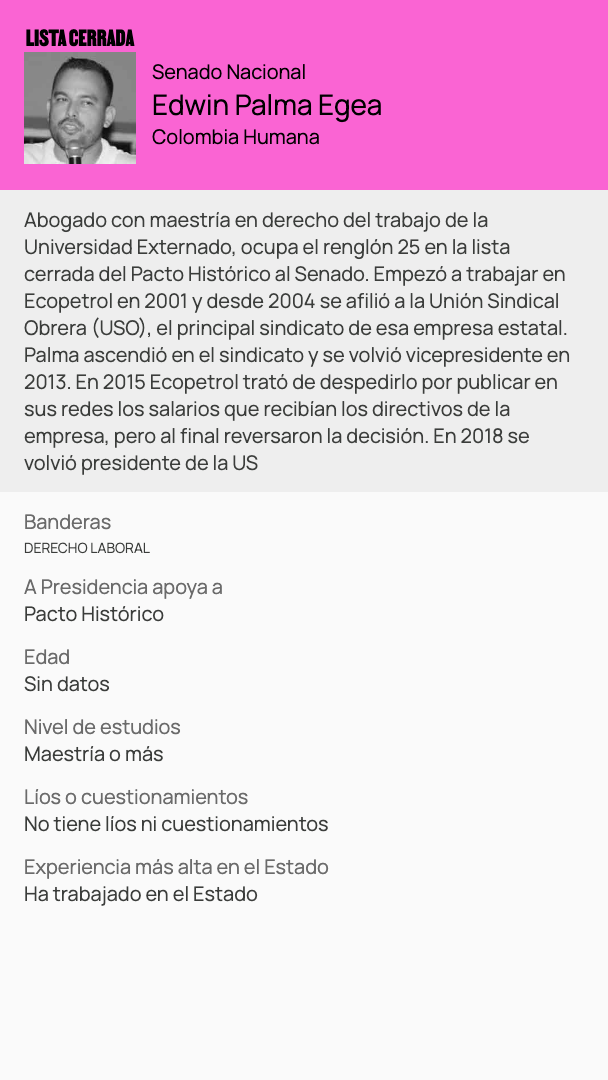 LISTA CERRADA
Senado Nacional
Edwin Palma Egea
Colombia Humana
Abogado con maestría en derecho del trabajo de la
Universidad Externado, ocupa el renglón 25 en la lista
cerrada del Pacto Histórico al Senado. Empezó a trabajar en
Ecopetrol en 2001 y desde 2004 se afilió a la Unión Sindical
Obrera (USO), el principal sindicato de esa empresa estatal.
Palma ascendió en el sindicato y se volvió vicepresidente en
2013. En 2015 Ecopetrol trató de despedirlo por publicar en
sus redes los salarios que recibían los directivos de la
empresa, pero al final reversaron la decisión. En 2018 se
volvió presidente de la US
Banderas
DERECHO LABORAL
A Presidencia apoya a
Pacto Histórico
Edad
Sin datos
Nivel de estudios
Maestría o más
Líos o cuestionamientos
No tiene líos ni cuestionamientos
Experiencia más alta en el Estado
Ha trabajado en el Estado